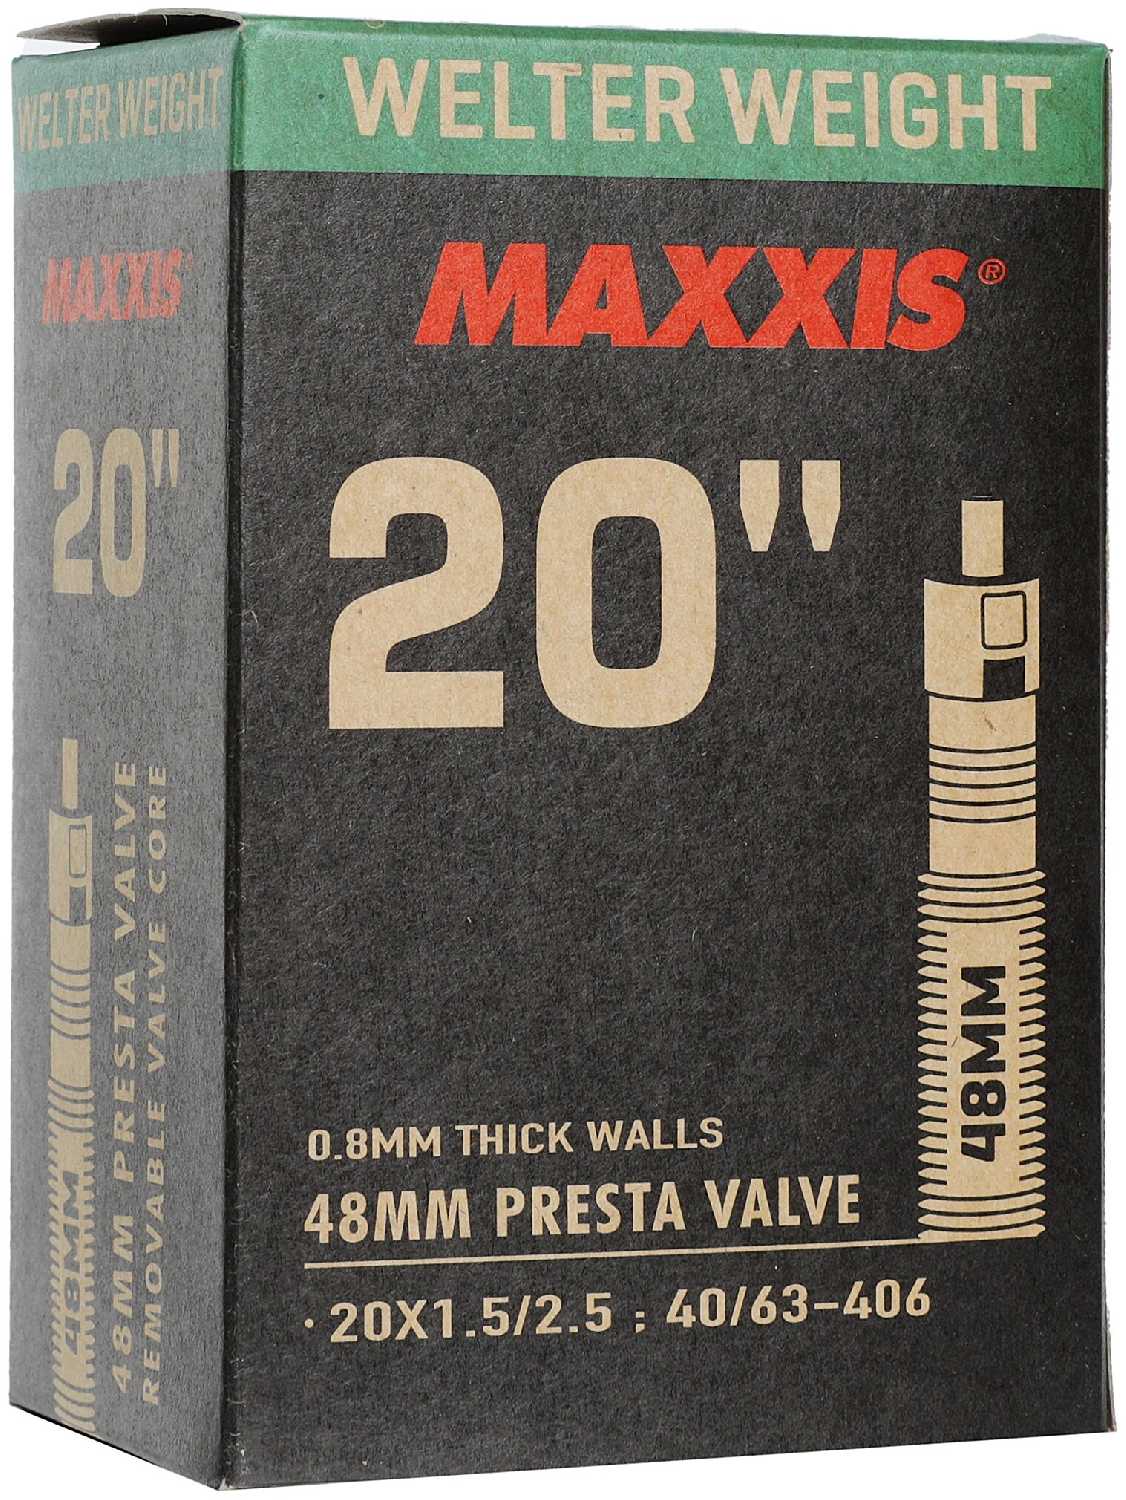 WELTER WEIGHT
MAXXIS®
20"
48MM
0.8MM THICK WALLS
48MM PRESTA VALVE
· 20X1.5/2.5 ; 40/63-406
WELTER WEIGHT
MAXXIS
20"
48MM
48MM PRESTA VALVE
REMOVABLE VALVE CORE